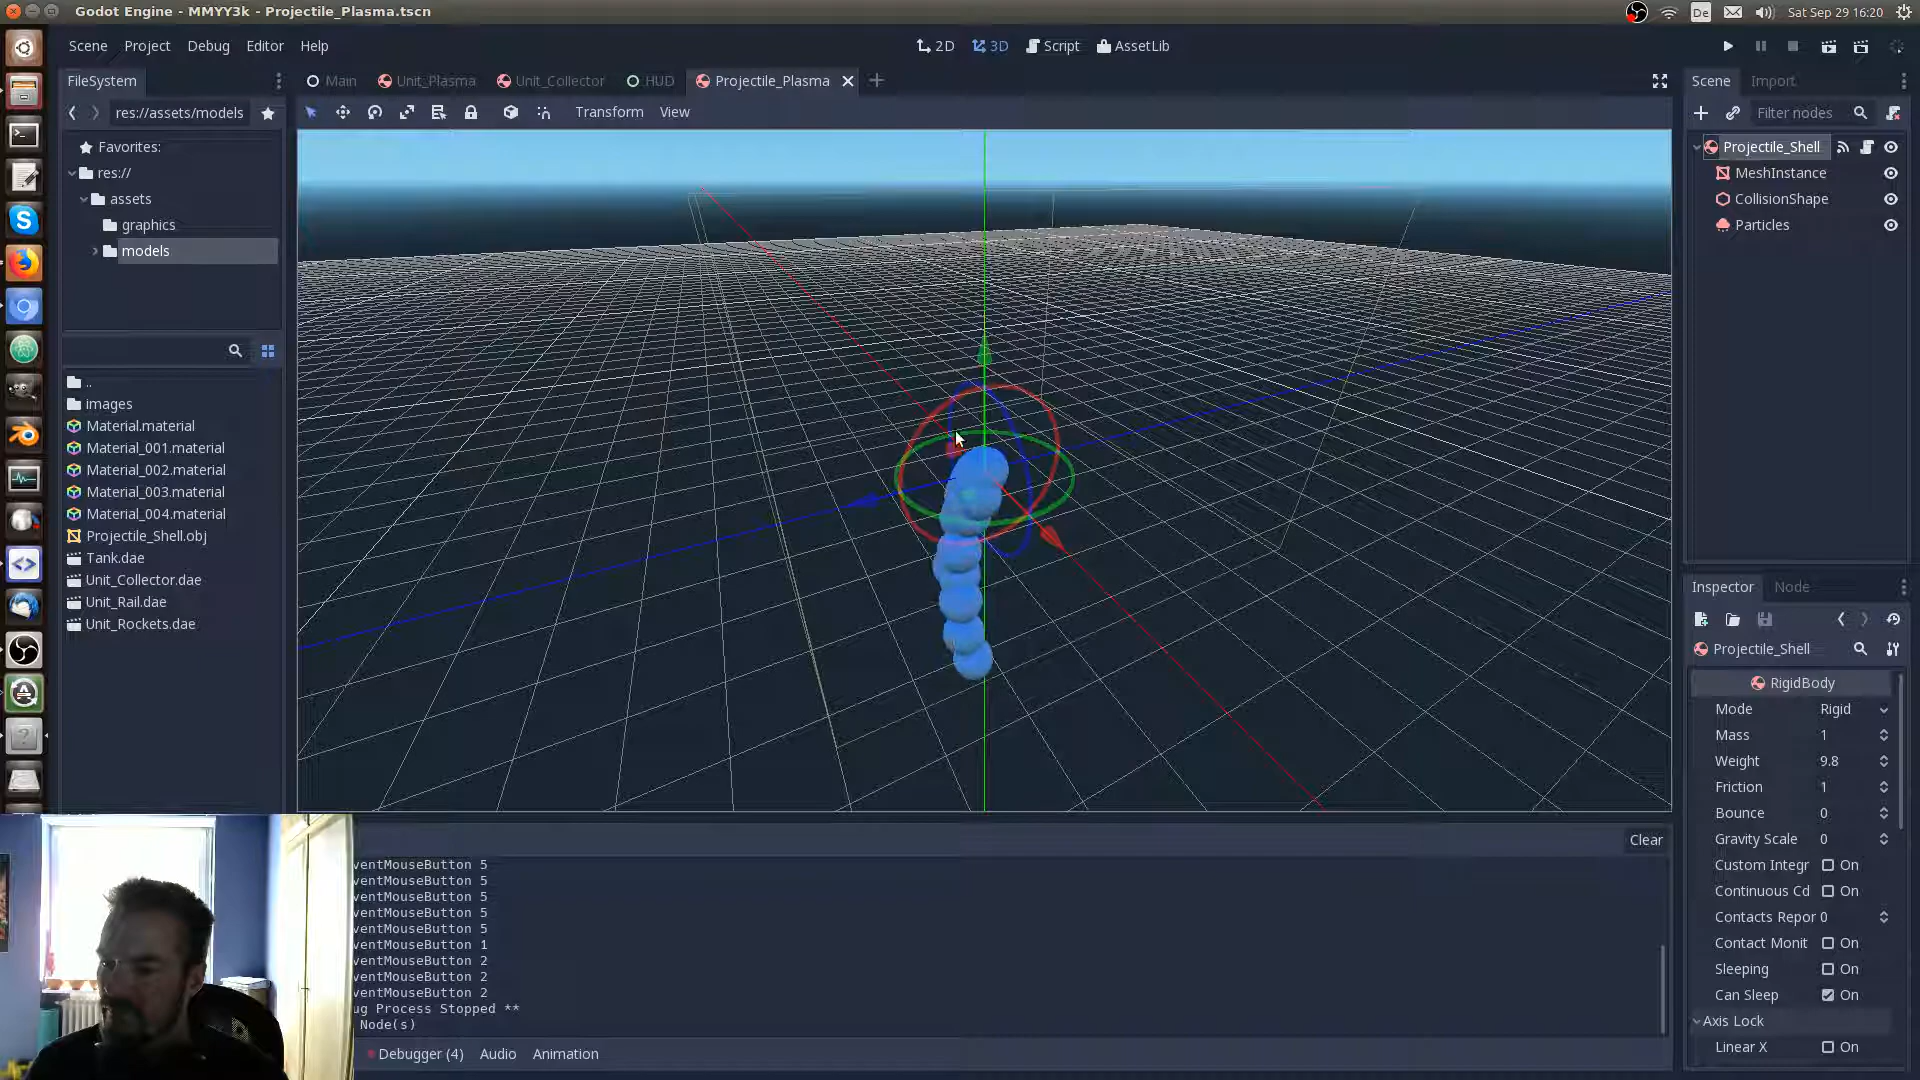 Godot Engine - MMYY3k - Projectile_Plasma.tscn
De
Sat Sep 29 16:20
Scene Project Debug Editor Help
2D 3D Script AssetLib
FileSystem
Main Unit_Plasma Unit_Collector HUD Projectile_Plasma
Scene Import
res://assets/models
Transform View
Filter nodes
Favorites:
res://
assets
graphics
models
Projectile_Shell
MeshInstance
CollisionShape
Particles
..
images
Material.material
Material_001.material
Material_002.material
Material_003.material
Material_004.material
Projectile_Shell.obj
Tank.dae
Unit_Collector.dae
Unit_Rail.dae
Unit_Rockets.dae
Inspector Node
Projectile_Shell
RigidBody
Mode Rigid
Mass 1
Weight 9.8
Friction 1
Bounce 0
Gravity Scale 0
Custom Integr On
Continuous Cd On
Contacts Repor 0
Contact Monit On
Sleeping On
Can Sleep On
Axis Lock
Linear X On
Clear
ventMouseButton 5
ventMouseButton 5
ventMouseButton 5
ventMouseButton 5
ventMouseButton 5
ventMouseButton 1
ventMouseButton 2
ventMouseButton 2
ventMouseButton 2
ug Process Stopped **
Node(s)
Debugger (4) Audio Animation